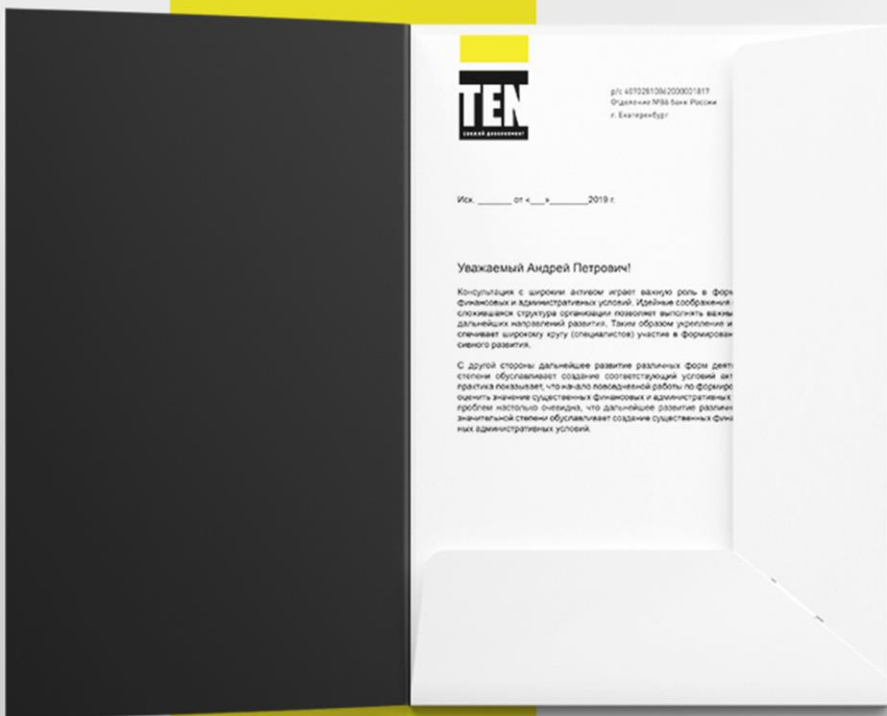 TEN
свежий девелопмент
р/с 40702810862000001817
Отделение №86 банк России
г. Екатеринбург
Исх. _______ от «___»________2019 г.
Уважаемый Андрей Петрович!
Консультация с широким активом играет важную роль в форм
финансовых и административных условий. Идейные соображения
сложившаяся структура организации позволяет выполнять важны
дальнейших направлений развития. Таким образом укрепление и
спечивает широкому кругу (специалистов) участие в формирован
сивного развития.
С другой стороны дальнейшее развитие различных форм деят
степени обуславливает создание соответствующий условий акт
практика показывает, что начало повседневной работы по формиро
оценить значение существенных финансовых и административных
проблем настолько очевидна, что дальнейшее развитие различн
значительной степени обуславливает создание существенных фина
ных административных условий.